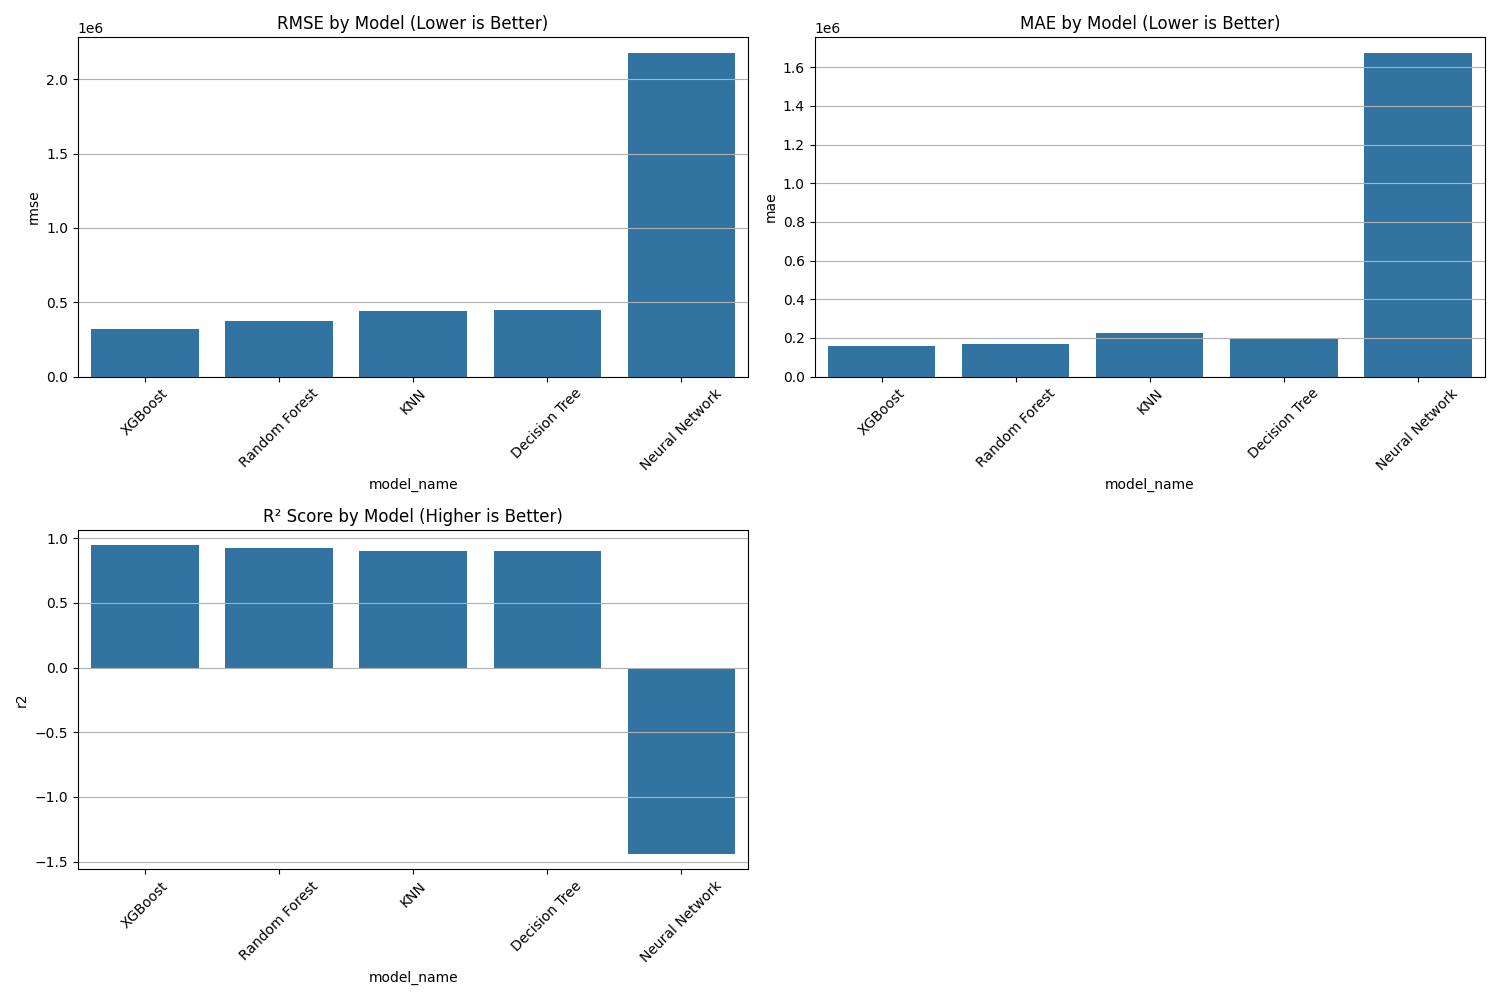 RMSE by Model (Lower is Better)
1e6
2.0
1.5
1.0
0.5
0.0
rmse
XGBoost
Random Forest
KNN
Decision Tree
Neural Network
model_name
MAE by Model (Lower is Better)
1e6
1.6
1.4
1.2
1.0
0.8
0.6
0.4
0.2
0.0
mae
XGBoost
Random Forest
KNN
Decision Tree
Neural Network
model_name
R² Score by Model (Higher is Better)
1.0
0.5
0.0
−0.5
−1.0
−1.5
r2
XGBoost
Random Forest
KNN
Decision Tree
Neural Network
model_name